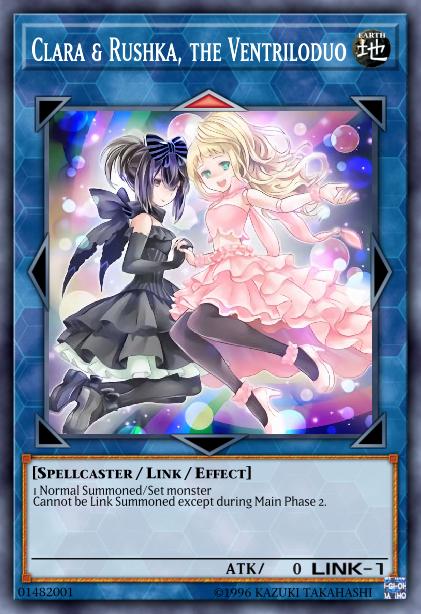 CLARA & RUSHKA, THE VENTRILODUO
EARTH
地
[SPELLCASTER / LINK / EFFECT]
1 Normal Summoned/Set monster
Cannot be Link Summoned except during Main Phase 2.
ATK/ 0 LINK-1
01482001 ©1996 KAZUKI TAKAHASHI